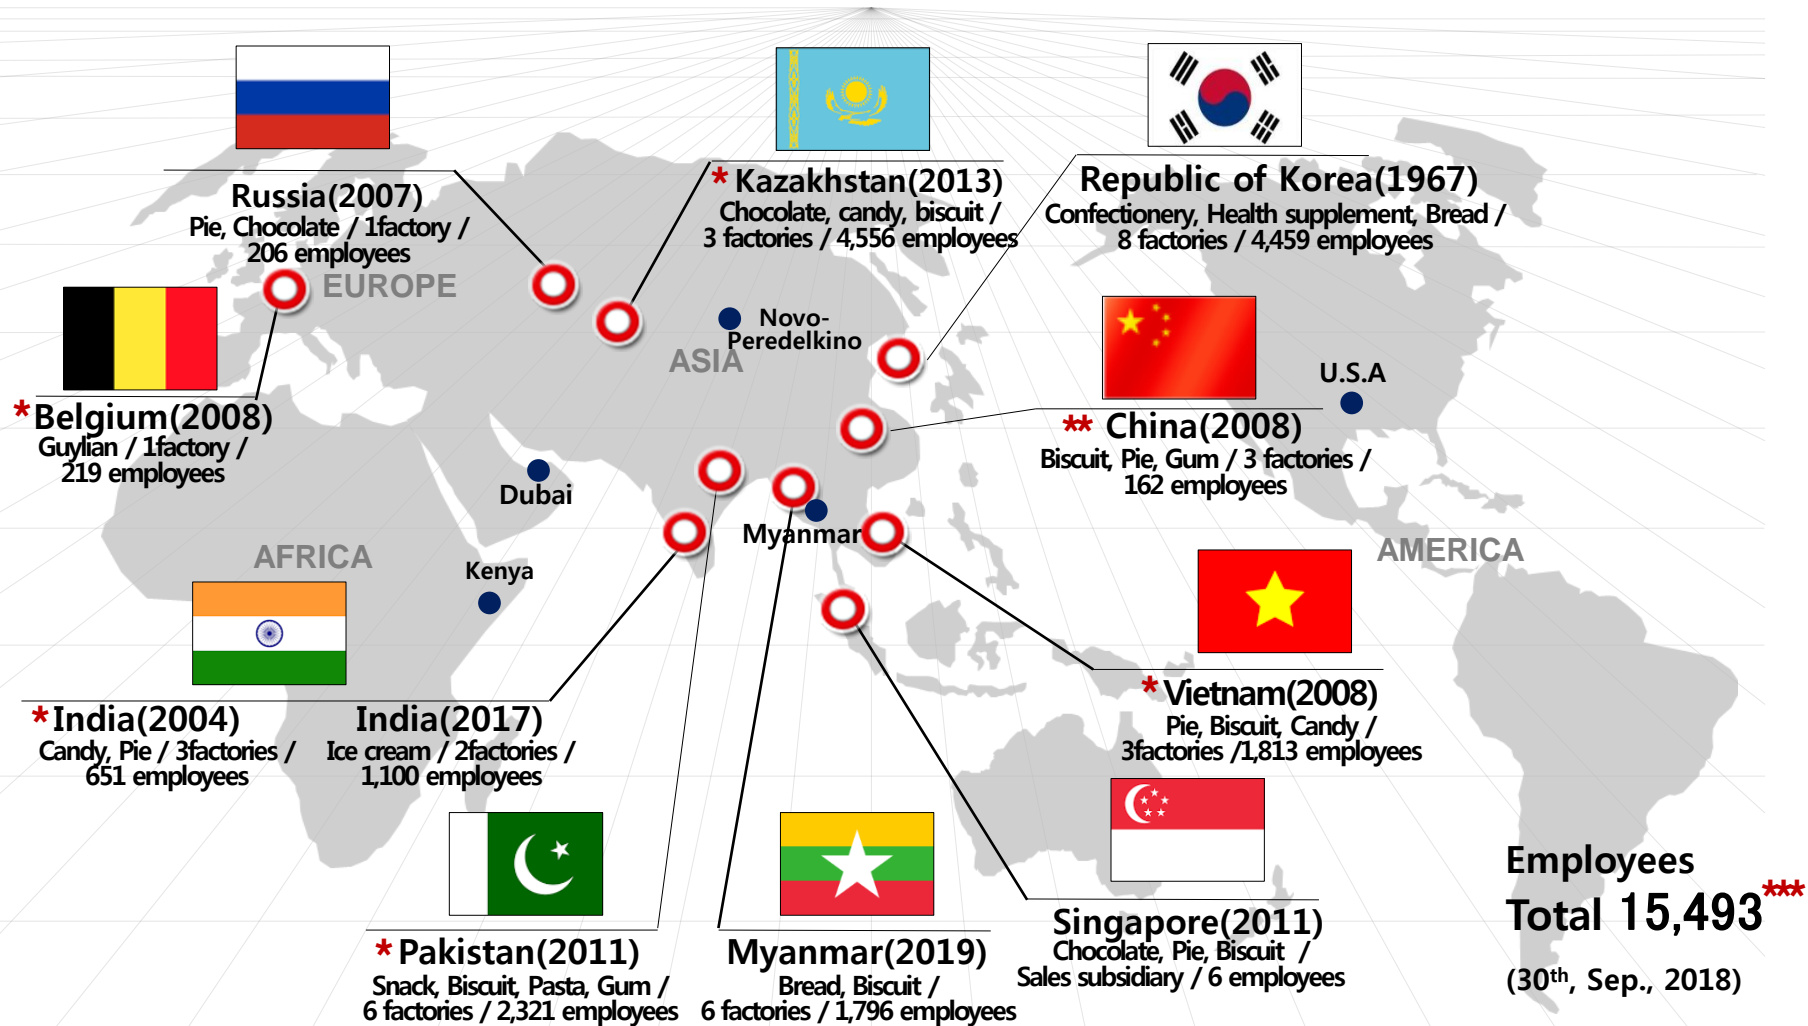 Russia(2007)
Pie, Chocolate / 1factory /
206 employees
* Kazakhstan(2013)
Chocolate, candy, biscuit /
3 factories / 4,556 employees
Republic of Korea(1967)
Confectionery, Health supplement, Bread /
8 factories / 4,459 employees
EUROPE
Novo-
Peredelkino
ASIA
U.S.A
*Belgium(2008)
Guylian / 1factory /
219 employees
** China(2008)
Biscuit, Pie, Gum / 3 factories /
162 employees
Dubai
Myanmar
AFRICA
Kenya
AMERICA
*India(2004)
Candy, Pie / 3factories /
651 employees
India(2017)
Ice cream / 2factories /
1,100 employees
*Vietnam(2008)
Pie, Biscuit, Candy /
3factories /1,813 employees
*Pakistan(2011)
Snack, Biscuit, Pasta, Gum /
6 factories / 2,321 employees
Myanmar(2019)
Bread, Biscuit /
6 factories / 1,796 employees
Singapore(2011)
Chocolate, Pie, Biscuit /
Sales subsidiary / 6 employees
Employees
Total 15,493***
(30th, Sep., 2018)